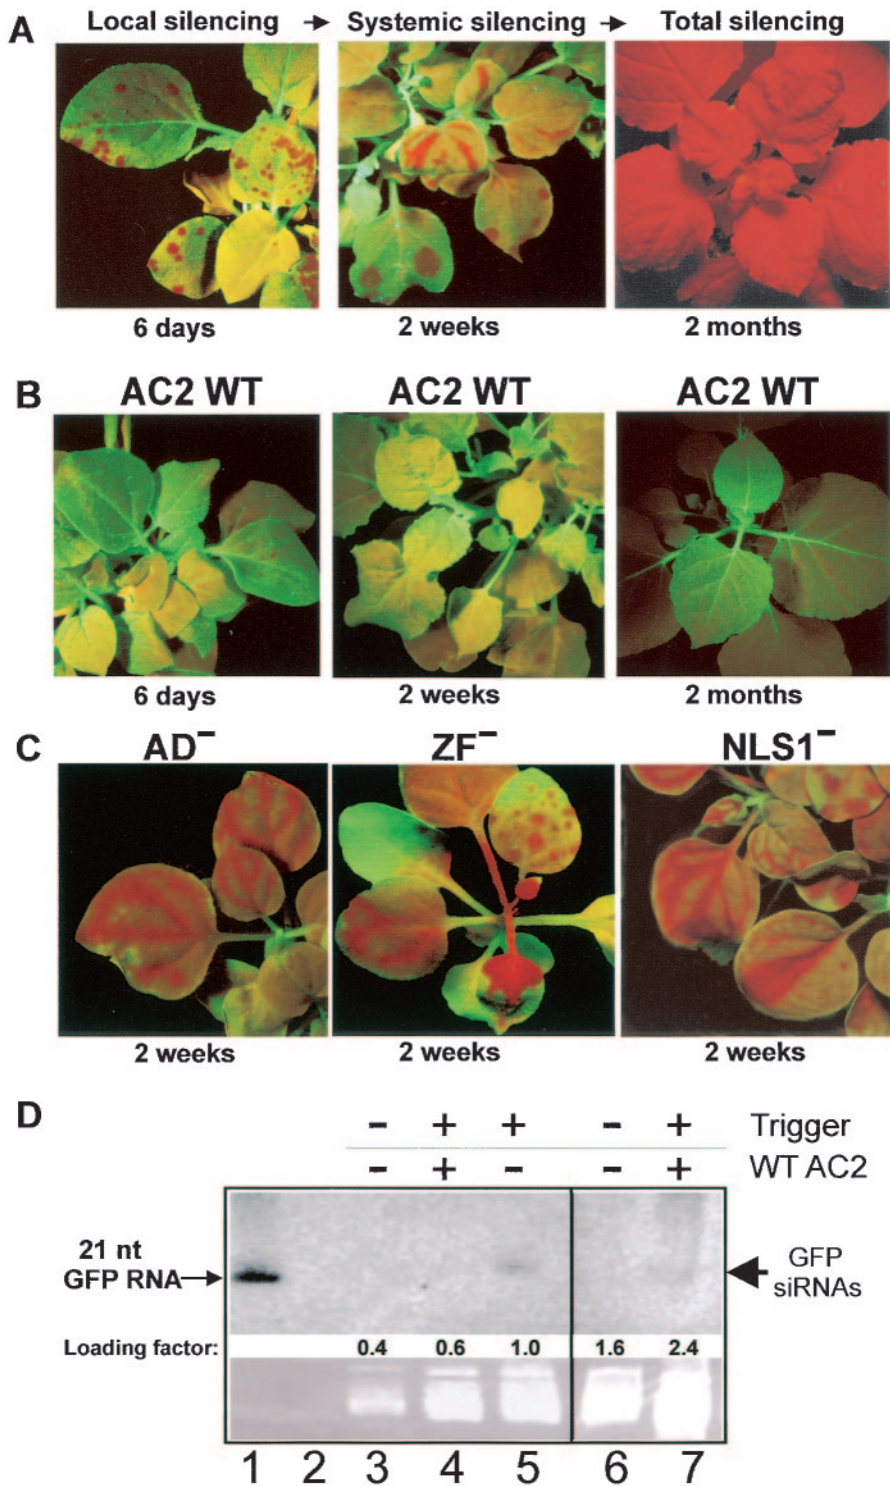 A
Local silencing → Systemic silencing → Total silencing
6 days
2 weeks
2 months
B
AC2 WT
AC2 WT
AC2 WT
6 days
2 weeks
2 months
C
AD⁻
ZF⁻
NLS1⁻
2 weeks
2 weeks
2 weeks
D
- + + - + Trigger
- + - - + WT AC2
21 nt
GFP RNA
GFP
siRNAs
Loading factor: 0.4 0.6 1.0 1.6 2.4
1 2 3 4 5 6 7